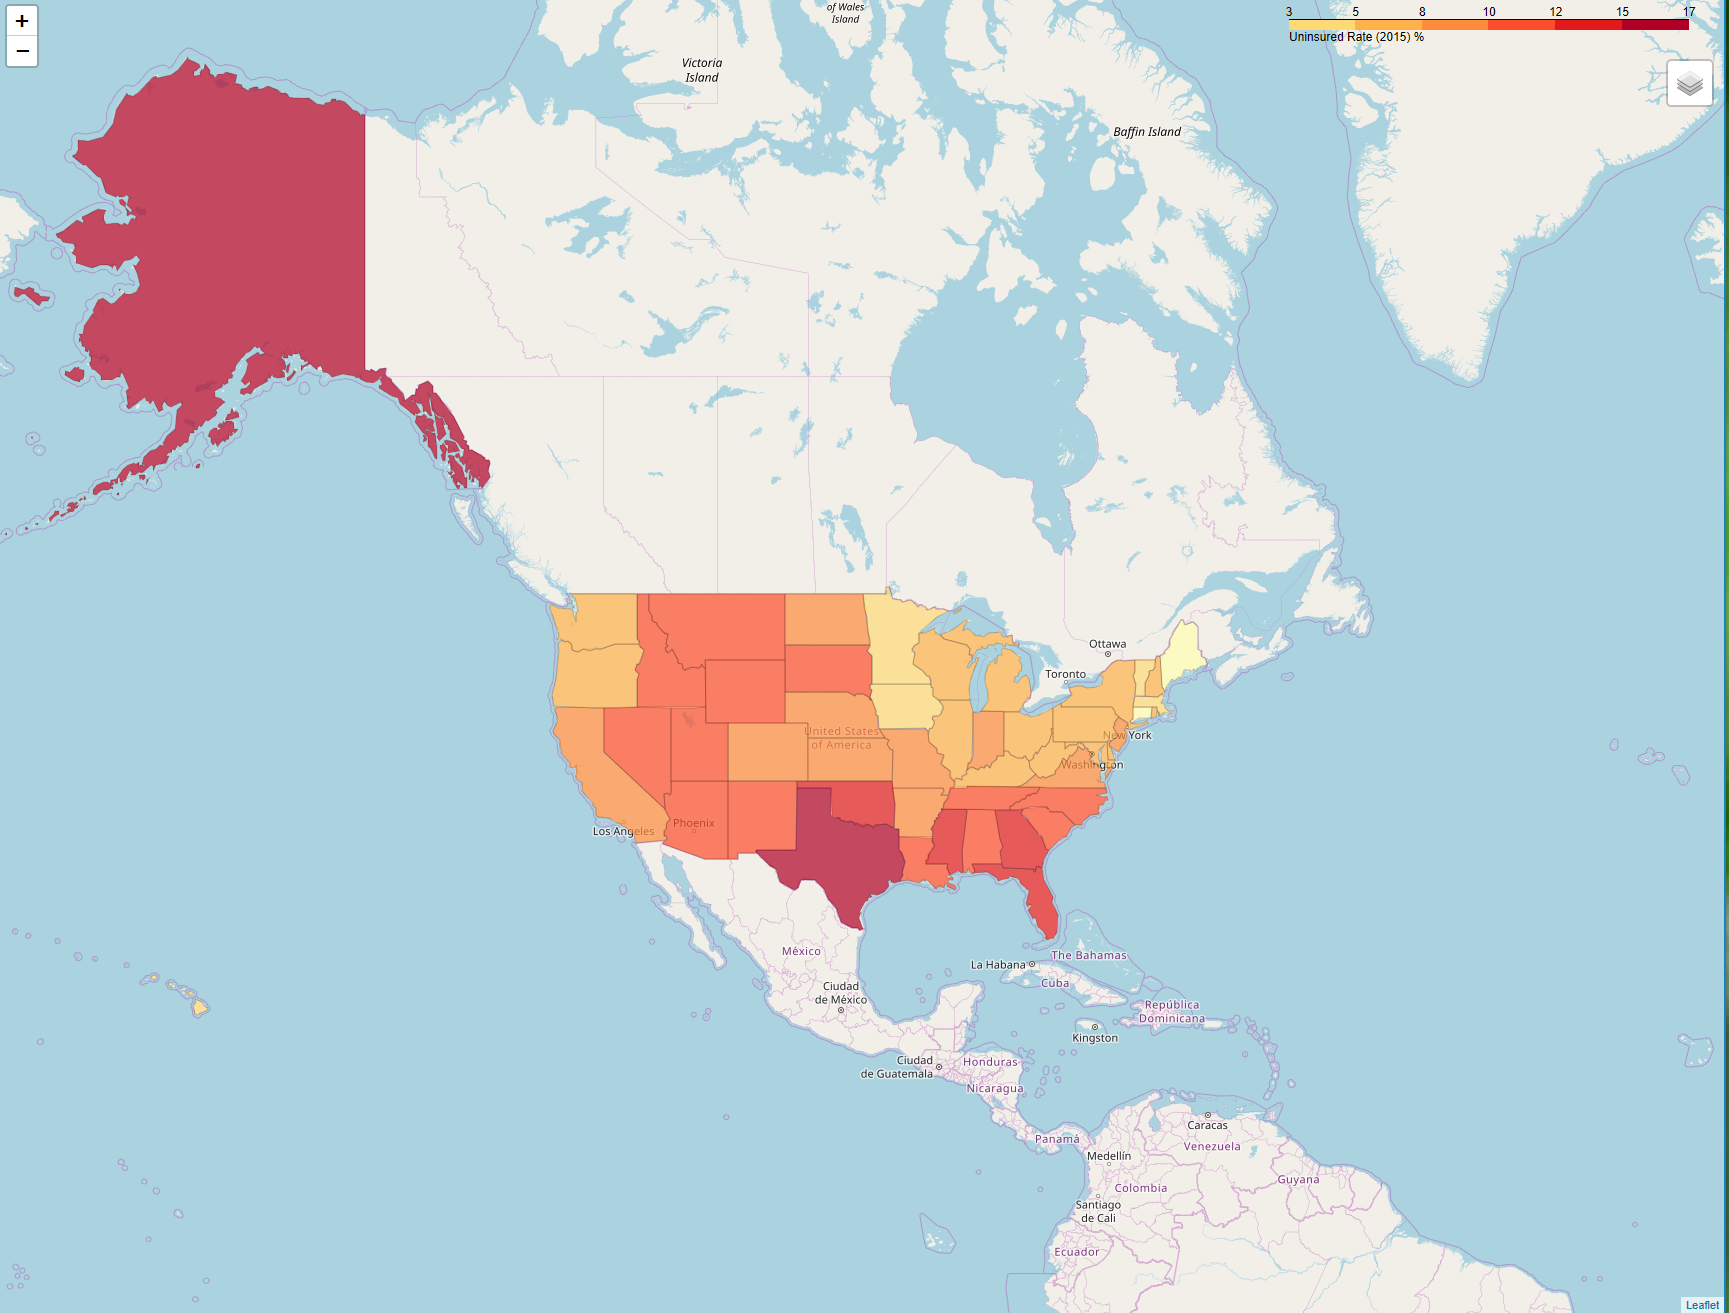 +
−
of Wales
Island
3 5 8 10 12 15 17
Uninsured Rate (2015) %
Victoria
Island
Baffin Island
Ottawa
Toronto
United States
of America
New York
Washington
Los Angeles
Phoenix
México
La Habana
The Bahamas
Cuba
Ciudad
de México
República
Dominicana
Kingston
Ciudad
de Guatemala
Honduras
Nicaragua
Caracas
Panamá
Venezuela
Medellín
Guyana
Colombia
Santiago
de Cali
Ecuador
Leaflet